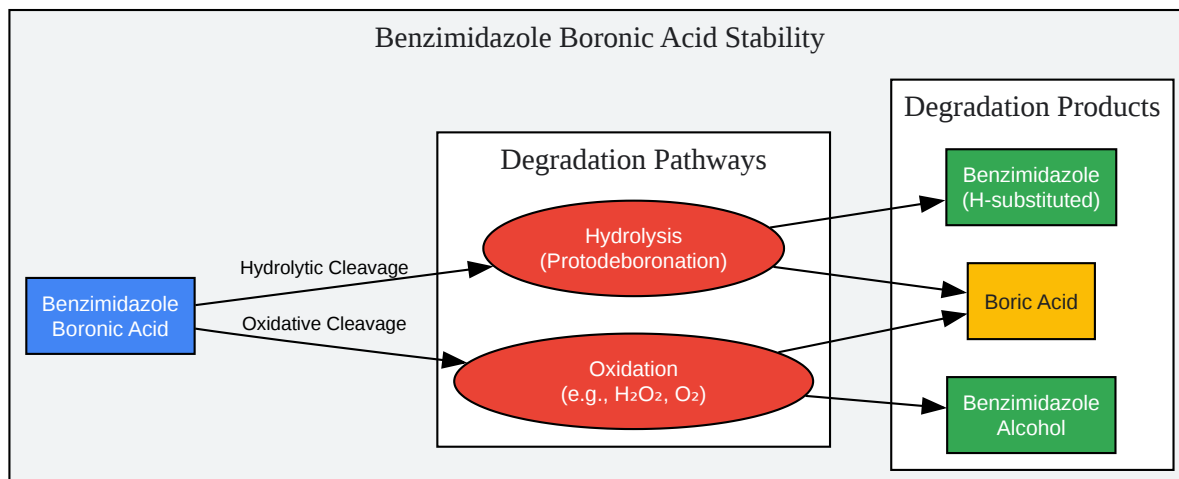 Benzimidazole Boronic Acid Stability
Degradation Products
Degradation Pathways
Benzimidazole
(H-substituted)
Hydrolysis
(Protodeboronation)
Hydrolytic Cleavage
Benzimidazole
Boronic Acid
Boric Acid
Oxidative Cleavage
Oxidation
(e.g., H₂O₂, O₂)
Benzimidazole
Alcohol